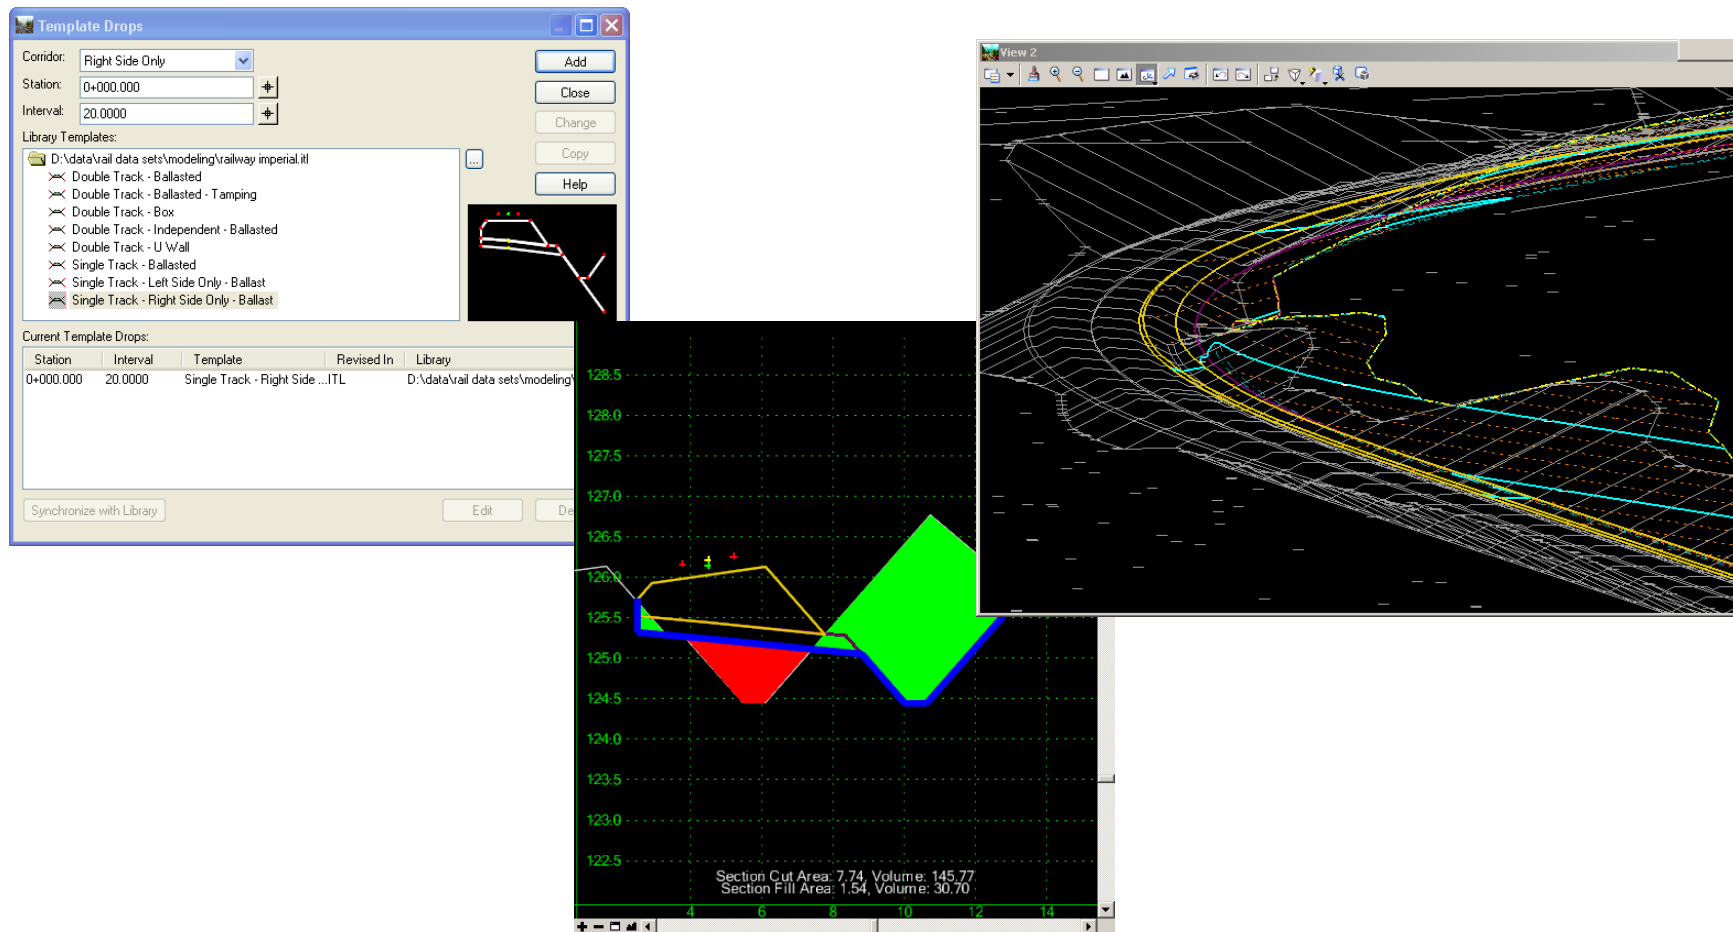 Template Drops
Corridor: Right Side Only
Add
Station: 0+000.000
Close
Interval: 20.0000
Change
Library Templates:
D:\data\rail data sets\modeling\railway imperial.itl
...
Copy
Double Track - Ballasted
Double Track - Ballasted - Tamping
Help
Double Track - Box
Double Track - Independent - Ballasted
Double Track - U Wall
Single Track - Ballasted
Single Track - Left Side Only - Ballast
Single Track - Right Side Only - Ballast
Current Template Drops:
Station Interval Template Revised In Library
0+000.000 20.0000 Single Track - Right Side ...ITL D:\data\rail data sets\modeling\
Synchronize with Library
Edit
De
128.5
128.0
127.5
127.0
126.5
126.0
125.5
125.0
124.5
124.0
123.5
123.0
122.5
Section Cut Area: 7.74, Volume: 145.77
Section Fill Area: 1.54, Volume: 30.70
4 6 8 10 12 14
View 2